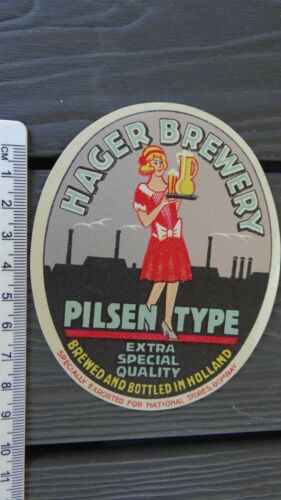 HAGER BREWERY
PILSEN TYPE
EXTRA
SPECIAL
QUALITY
BREWED AND BOTTLED IN HOLLAND
SPECIALLY EXPORTED FOR NATIONAL STORES, BOMBAY
CM
1
2
3
4
5
6
7
8
9
10
11